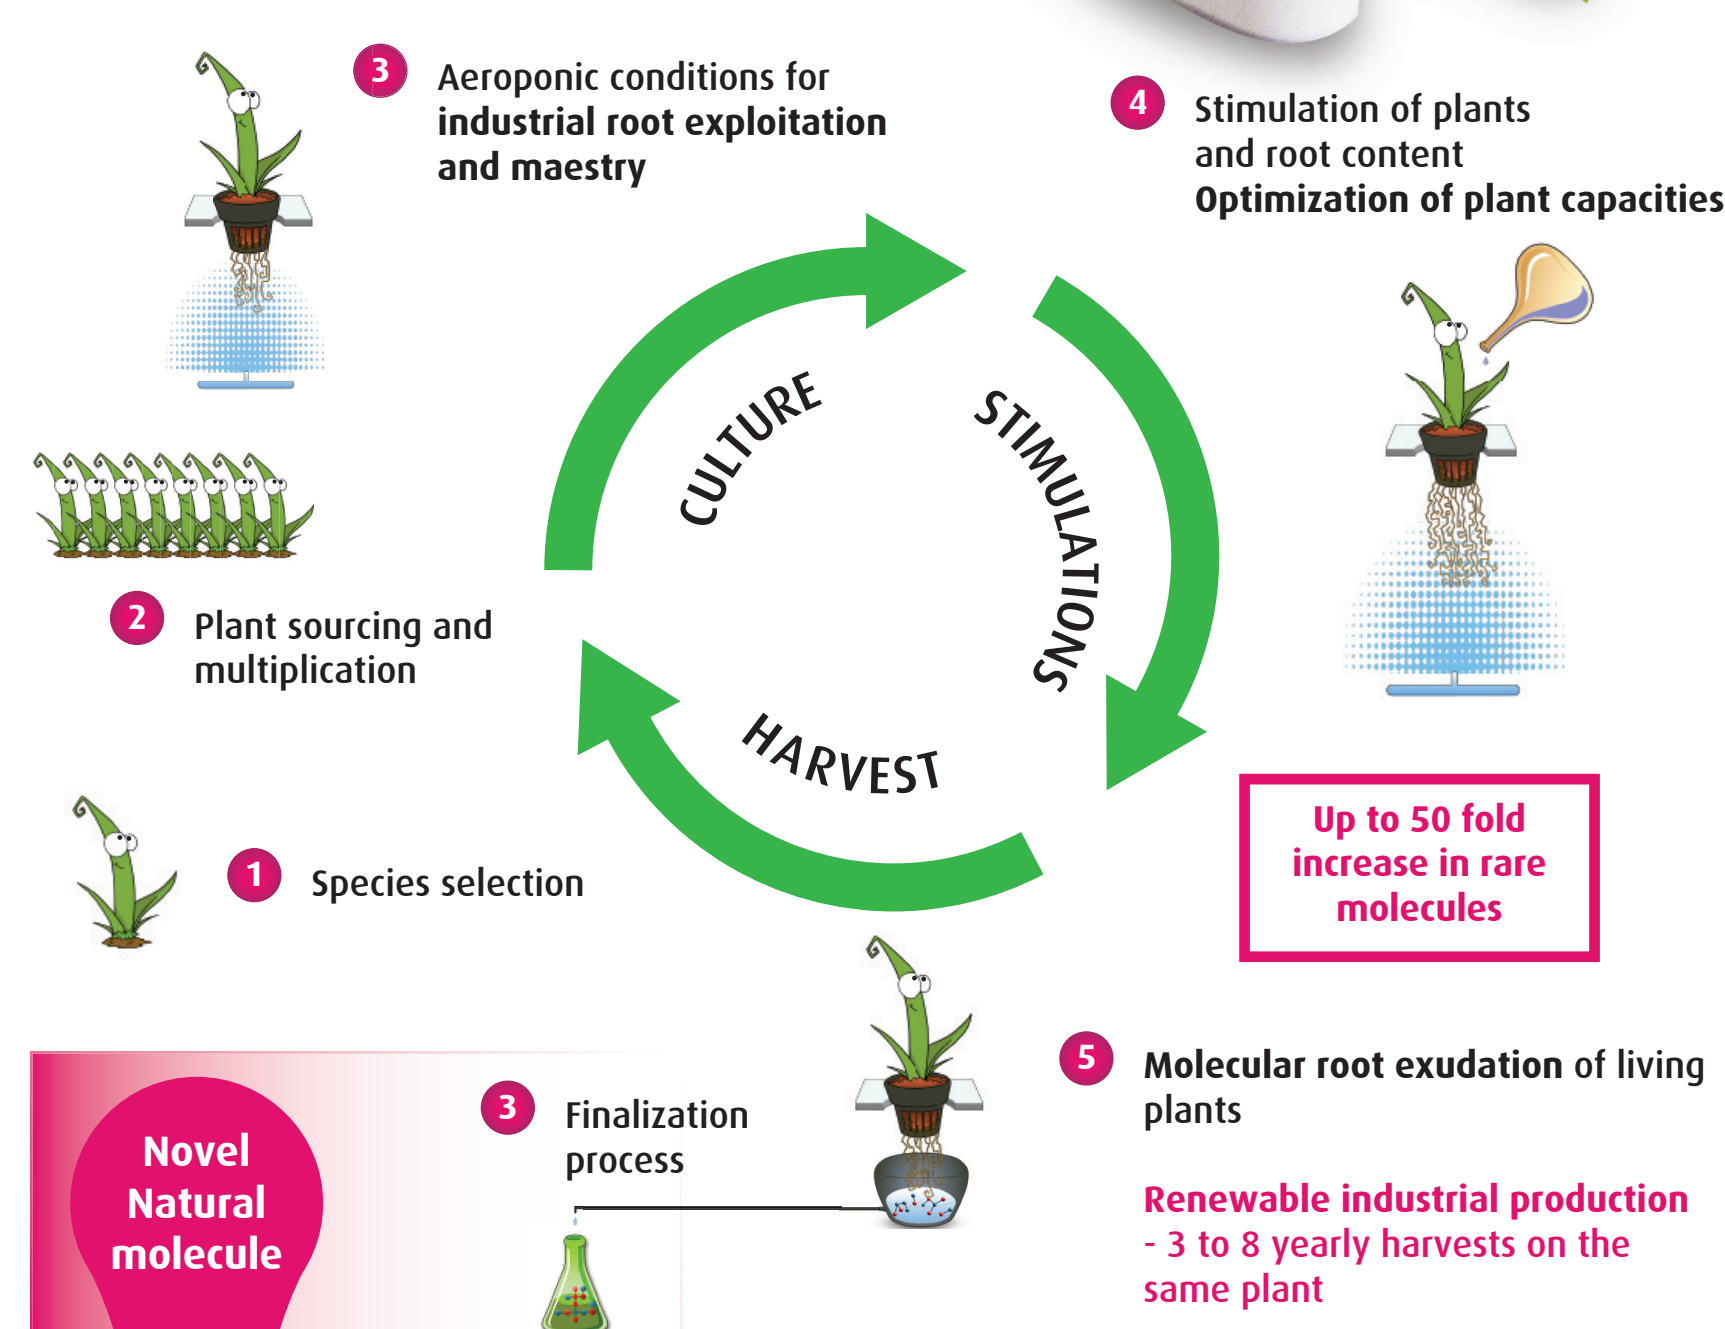 3
Aeroponic conditions for
industrial root exploitation
and maestry
4
Stimulation of plants
and root content
Optimization of plant capacities
CULTURE
STIMULATIONS
HARVEST
2
Plant sourcing and
multiplication
1
Species selection
Up to 50 fold
increase in rare
molecules
5
Molecular root exudation of living
plants
Renewable industrial production
- 3 to 8 yearly harvests on the
same plant
3
Finalization
process
Novel
Natural
molecule